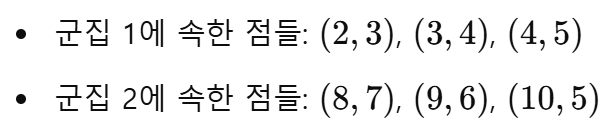 • 군집 1에 속한 점들: (2, 3), (3, 4), (4, 5)
• 군집 2에 속한 점들: (8, 7), (9, 6), (10, 5)